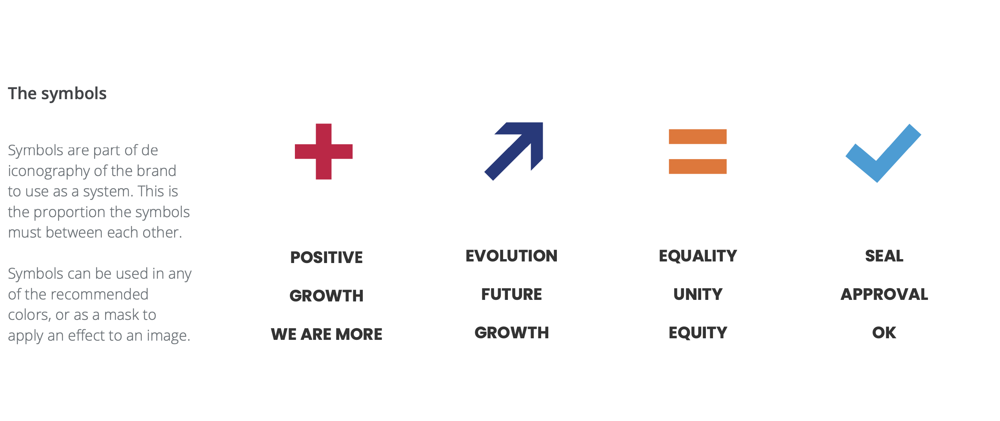 The symbols
Symbols are part of de
iconography of the brand
to use as a system. This is
the proportion the symbols
must between each other.
Symbols can be used in any
of the recommended
colors, or as a mask to
apply an effect to an image.
POSITIVE
GROWTH
WE ARE MORE
EVOLUTION
FUTURE
GROWTH
EQUALITY
UNITY
EQUITY
SEAL
APPROVAL
OK